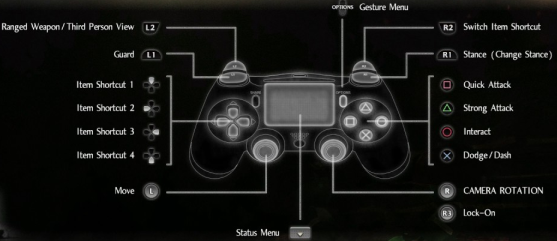 OPTIONS Gesture Menu
Ranged Weapon / Third Person View L2
R2 Switch Item Shortcut
Guard L1
R1 Stance (Change Stance)
Item Shortcut 1
Quick Attack
Item Shortcut 2
Strong Attack
Item Shortcut 3
Interact
Item Shortcut 4
Dodge / Dash
Move L
R CAMERA ROTATION
R3 Lock-On
Status Menu